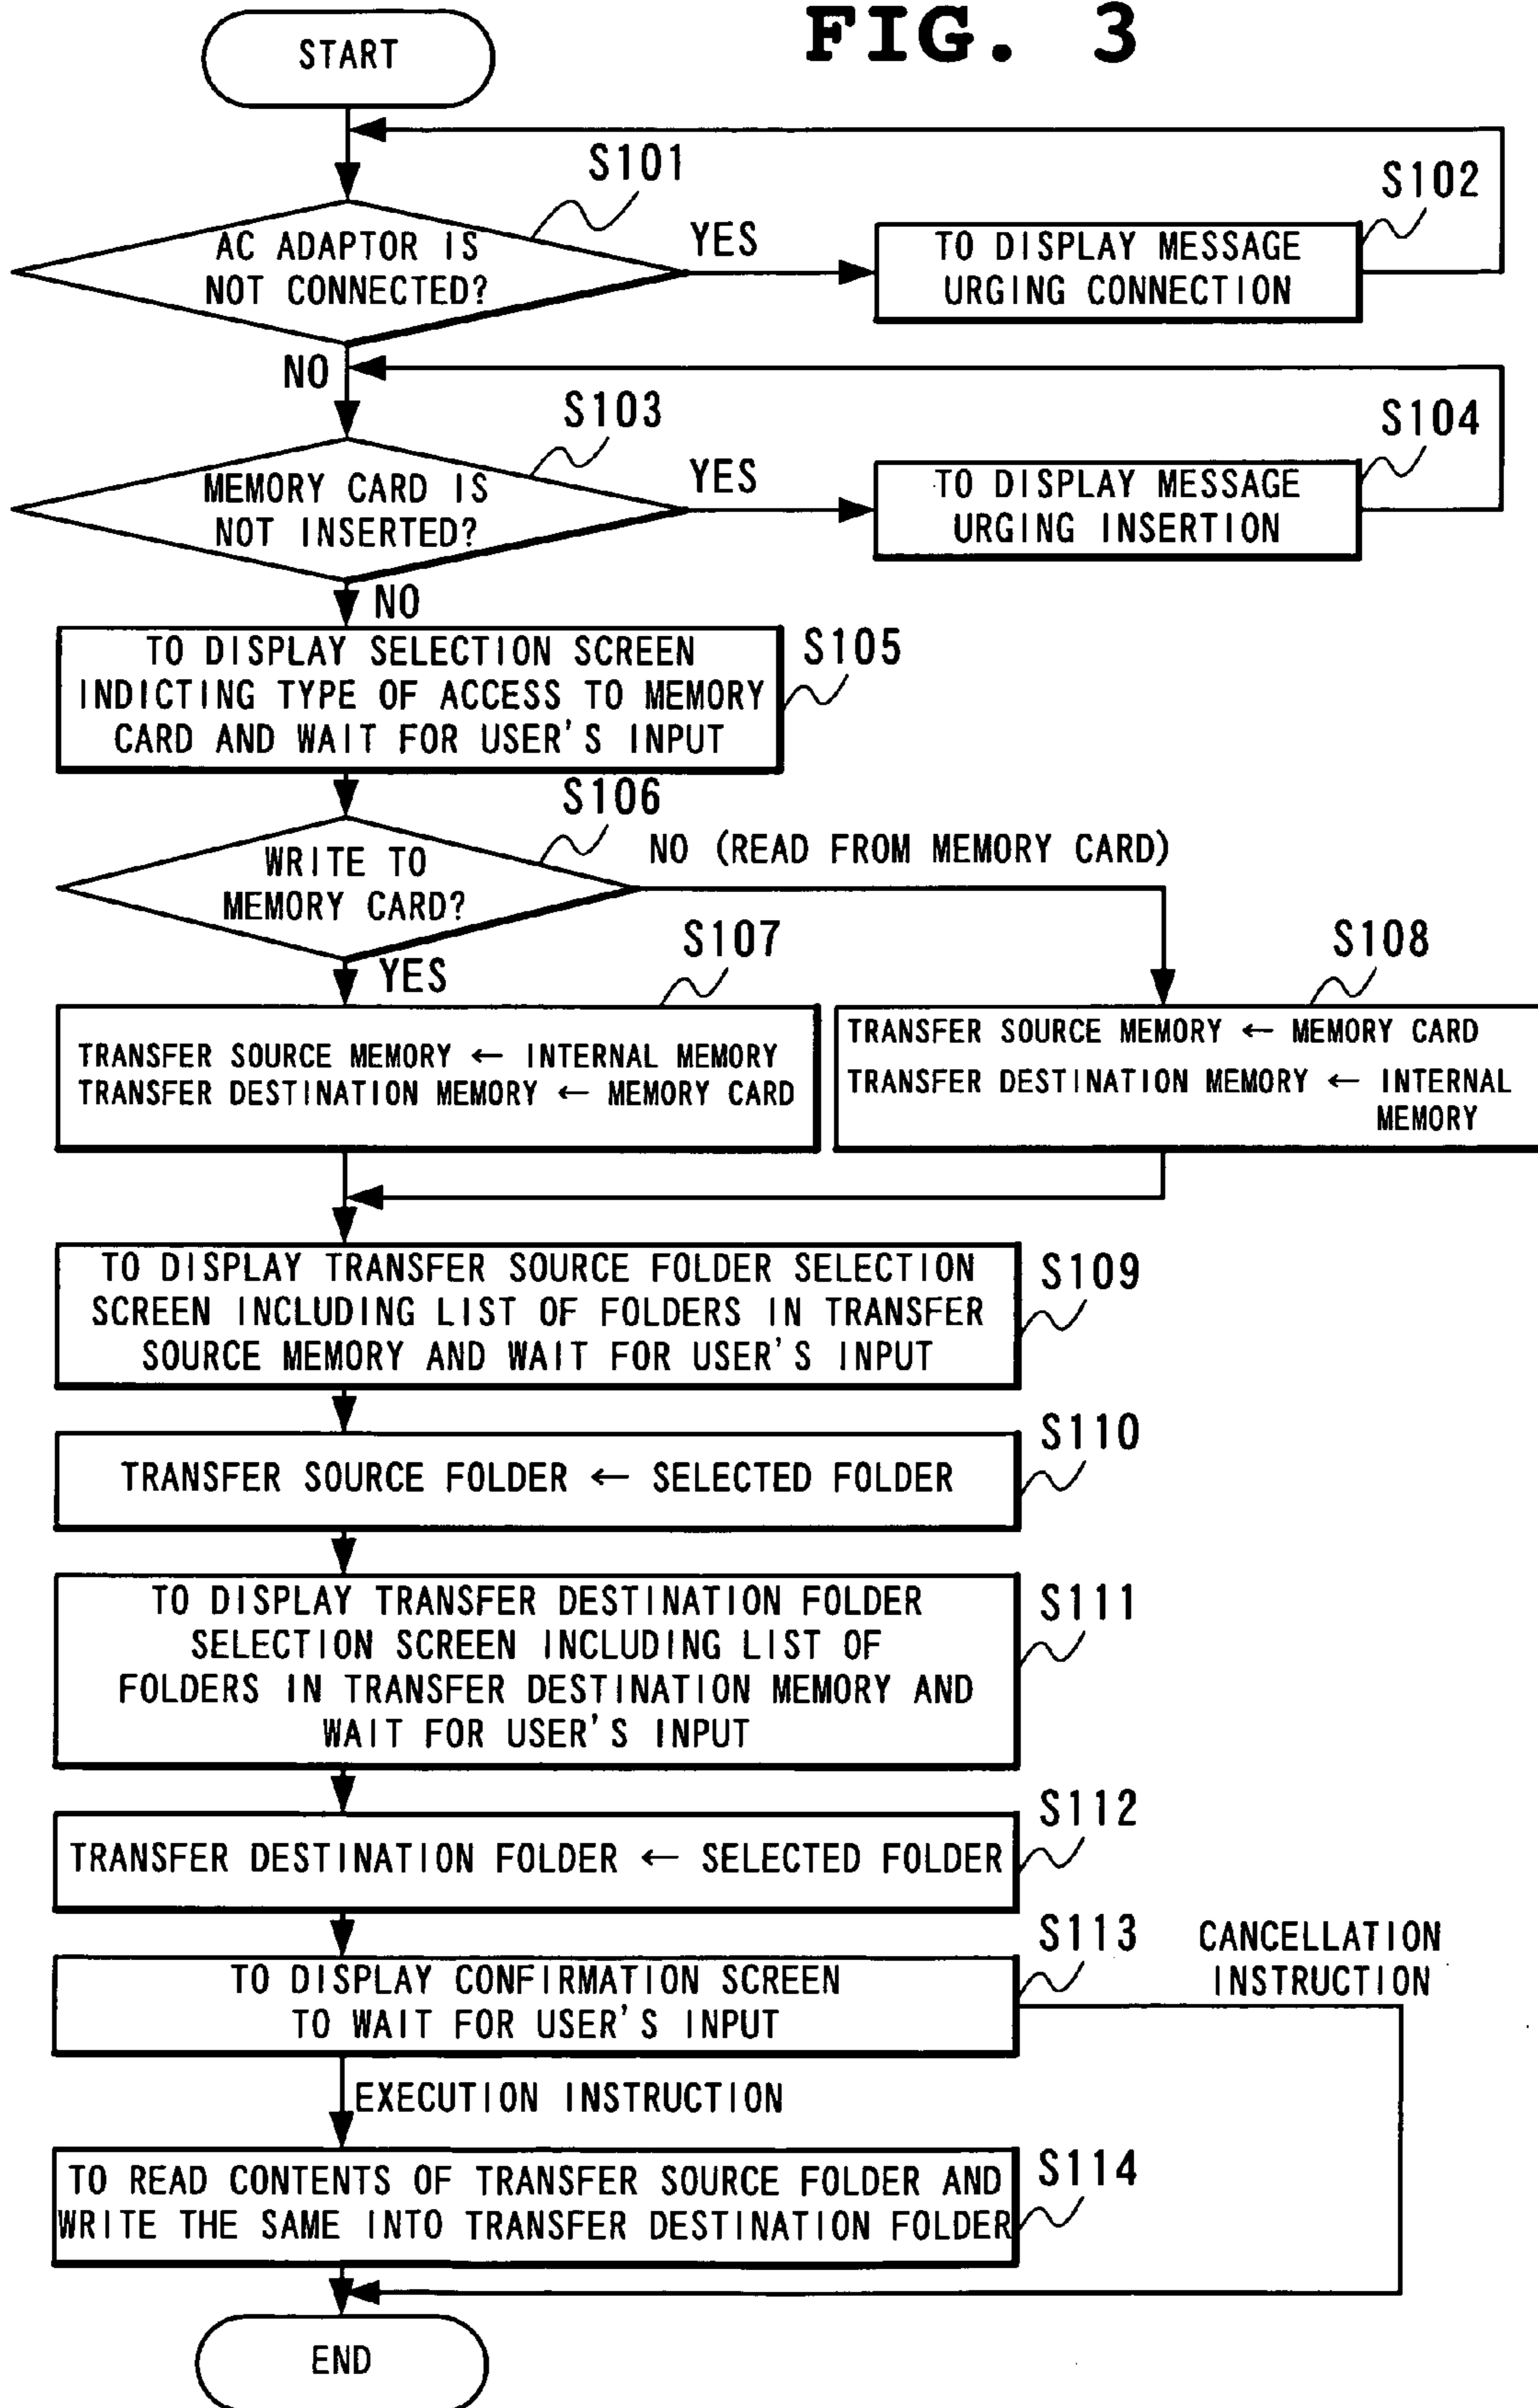 FIG. 3
START
S101
AC ADAPTOR IS
NOT CONNECTED?
YES
S102
TO DISPLAY MESSAGE
URGING CONNECTION
NO
S103
MEMORY CARD IS
NOT INSERTED?
YES
S104
TO DISPLAY MESSAGE
URGING INSERTION
NO
TO DISPLAY SELECTION SCREEN
INDICTING TYPE OF ACCESS TO MEMORY
CARD AND WAIT FOR USER'S INPUT
S105
S106
WRITE TO
MEMORY CARD?
NO (READ FROM MEMORY CARD)
YES
S107
TRANSFER SOURCE MEMORY ← INTERNAL MEMORY
TRANSFER DESTINATION MEMORY ← MEMORY CARD
S108
TRANSFER SOURCE MEMORY ← MEMORY CARD
TRANSFER DESTINATION MEMORY ← INTERNAL
MEMORY
TO DISPLAY TRANSFER SOURCE FOLDER SELECTION
SCREEN INCLUDING LIST OF FOLDERS IN TRANSFER
SOURCE MEMORY AND WAIT FOR USER'S INPUT
S109
TRANSFER SOURCE FOLDER ← SELECTED FOLDER
S110
TO DISPLAY TRANSFER DESTINATION FOLDER
SELECTION SCREEN INCLUDING LIST OF
FOLDERS IN TRANSFER DESTINATION MEMORY AND
WAIT FOR USER'S INPUT
S111
TRANSFER DESTINATION FOLDER ← SELECTED FOLDER
S112
TO DISPLAY CONFIRMATION SCREEN
TO WAIT FOR USER'S INPUT
S113
CANCELLATION
INSTRUCTION
EXECUTION INSTRUCTION
TO READ CONTENTS OF TRANSFER SOURCE FOLDER AND
WRITE THE SAME INTO TRANSFER DESTINATION FOLDER
S114
END